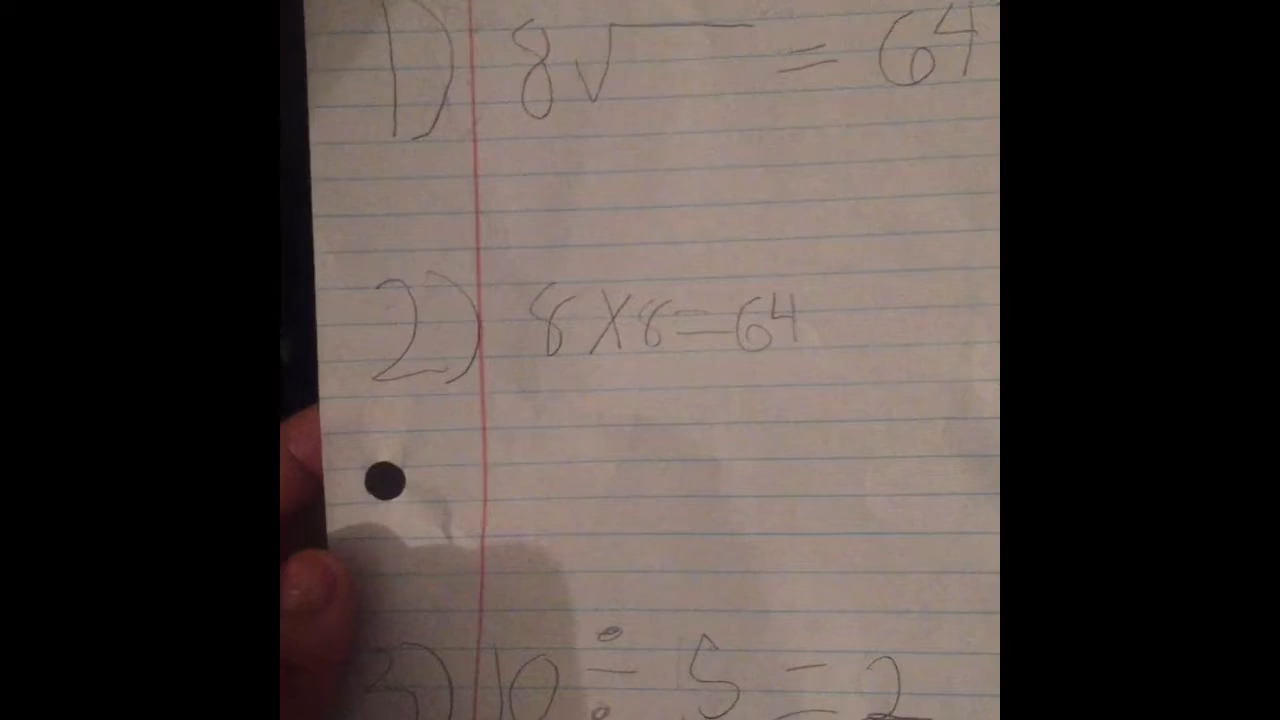 1) 8√ = 64
2) 8 X 8 = 64
3) 10 ÷ 5 = 2